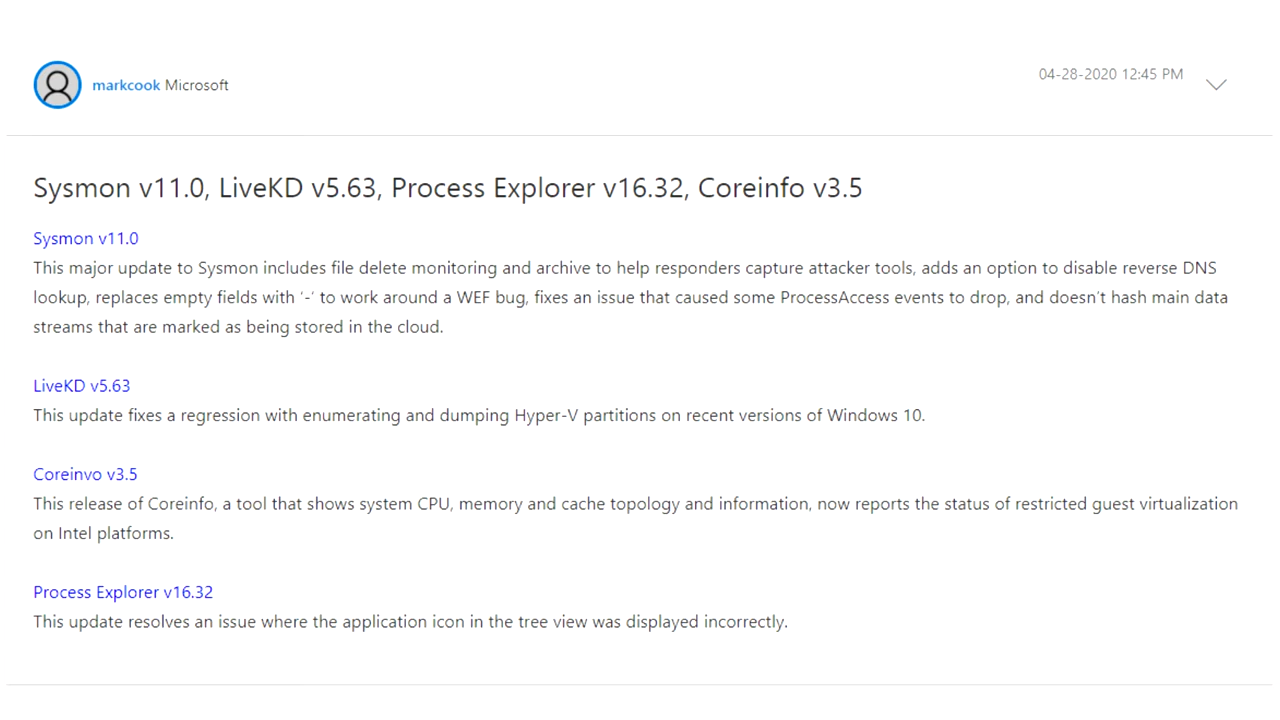 markcook Microsoft
04-28-2020 12:45 PM
Sysmon v11.0, LiveKD v5.63, Process Explorer v16.32, Coreinfo v3.5
Sysmon v11.0
This major update to Sysmon includes file delete monitoring and archive to help responders capture attacker tools, adds an option to disable reverse DNS
lookup, replaces empty fields with ‘-’ to work around a WEF bug, fixes an issue that caused some ProcessAccess events to drop, and doesn’t hash main data
streams that are marked as being stored in the cloud.
LiveKD v5.63
This update fixes a regression with enumerating and dumping Hyper-V partitions on recent versions of Windows 10.
Coreinvo v3.5
This release of Coreinfo, a tool that shows system CPU, memory and cache topology and information, now reports the status of restricted guest virtualization
on Intel platforms.
Process Explorer v16.32
This update resolves an issue where the application icon in the tree view was displayed incorrectly.